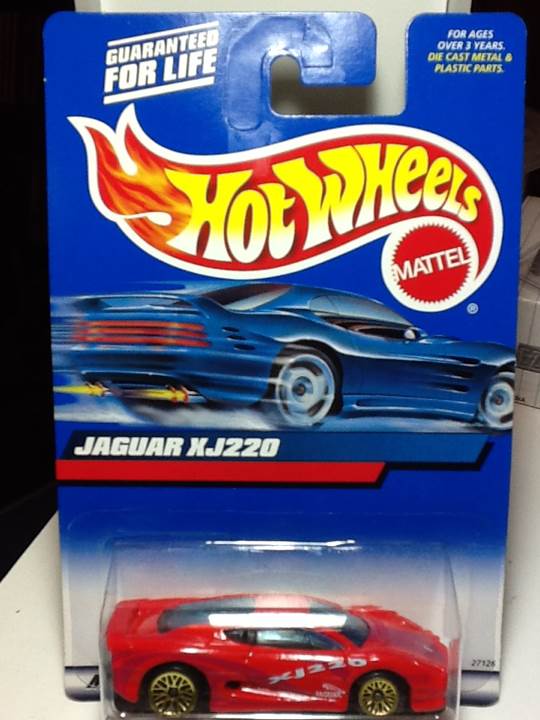 GUARANTEED
FOR LIFE
FOR AGES
OVER 3 YEARS.
DIE CAST METAL &
PLASTIC PARTS.
HOT WHEELS
MATTEL
®
JAGUAR XJ220
XJ220
JAGUAR
27126